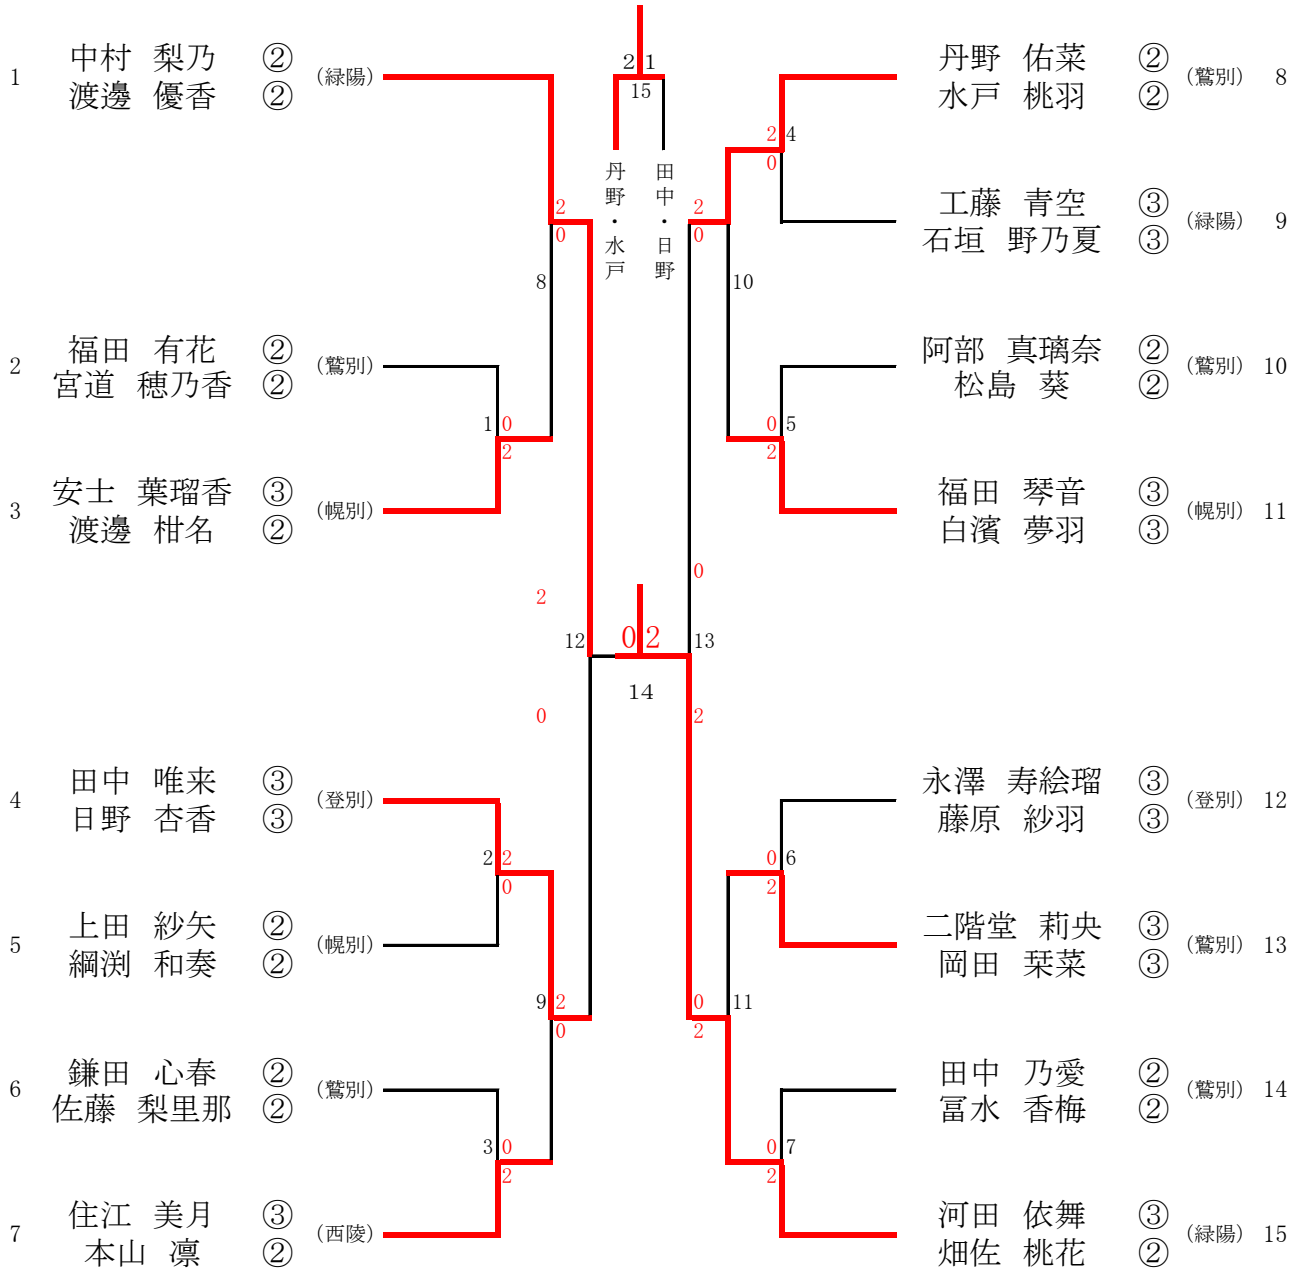 1 中村 梨乃 ② (緑陽)
渡邊 優香 ②
2 福田 有花 ② (鷲別)
宮道 穂乃香 ②
3 安士 葉瑠香 ③ (幌別)
渡邊 柑名 ②
4 田中 唯来 ③ (登別)
日野 杏香 ③
5 上田 紗矢 ② (幌別)
綱渕 和奏 ②
6 鎌田 心春 ② (鷲別)
佐藤 梨里那 ②
7 住江 美月 ③ (西陵)
本山 凛 ②
2 1
15
丹野・水戸
田中・日野
2
0
8
1 0
2
2
12
0
2 2
0
9 2
0
3 0
2
0 2
14
2 4
0
2
0
10
0 5
2
0
13
2
0 6
2
0 11
2
0 7
2
丹野 佑菜 ② (鷲別) 8
水戸 桃羽 ②
工藤 青空 ③ (緑陽) 9
石垣 野乃夏 ③
阿部 真璃奈 ② (鷲別) 10
松島 葵 ②
福田 琴音 ③ (幌別) 11
白濱 夢羽 ③
永澤 寿絵瑠 ③ (登別) 12
藤原 紗羽 ③
二階堂 莉央 ③ (鷲別) 13
岡田 栞菜 ③
田中 乃愛 ② (鷲別) 14
冨水 香梅 ②
河田 依舞 ③ (緑陽) 15
畑佐 桃花 ②